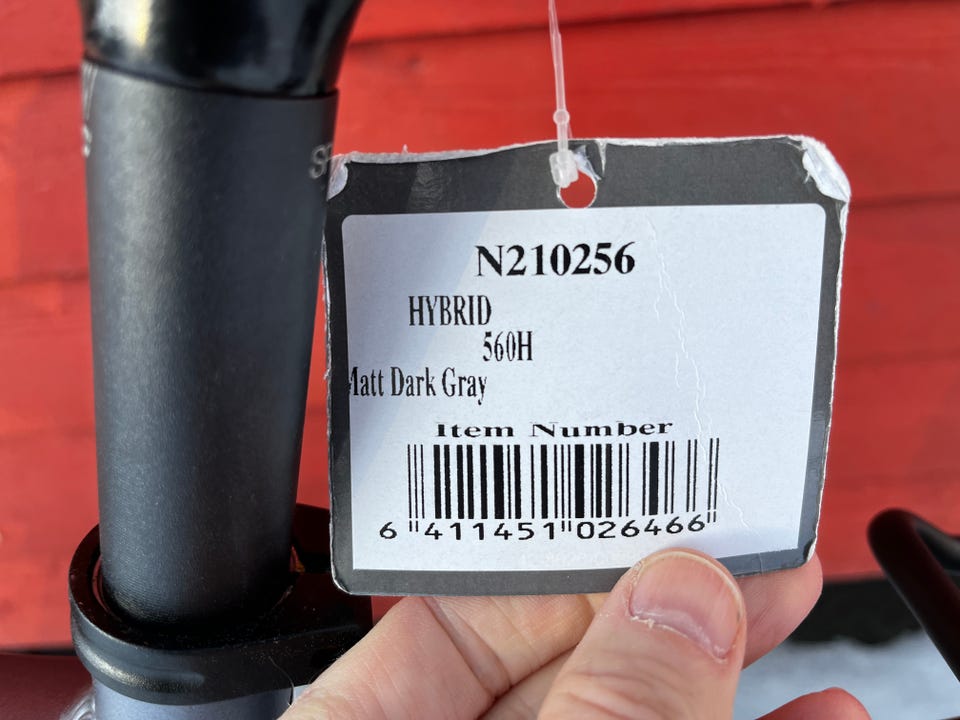 N210256
HYBRID
560H
Matt Dark Gray
Item Number
6 411451 026466